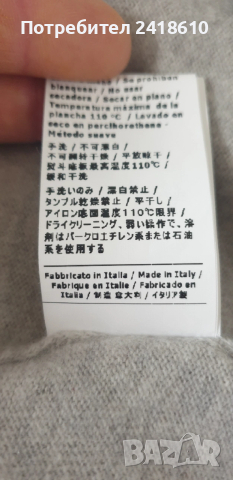 Потребител 2418610
Se prohiben
blanquear / No usar
secadora / Secar en plano /
Temperatura máxima de la
plancha 110 °C / Lavado en
seco en percloroetileno
Método suave
手洗 / 不可漂白 /
不可翻转干燥 / 平放晾干 /
熨斗底板最高温度110℃ /
缓和干洗
手洗いのみ / 漂白禁止 /
タンブル乾燥禁止 / 平干し /
アイロン底面温度110℃限界 /
ドライクリーニング、弱い操作で、溶
剤はパークロエチレン系または石油
系を使用する
Fabbricato in Italia / Made in Italy /
Fabriqué en Italie / Fabricado en
Italia / 制造 意大利 / イタリア製
BAZAR